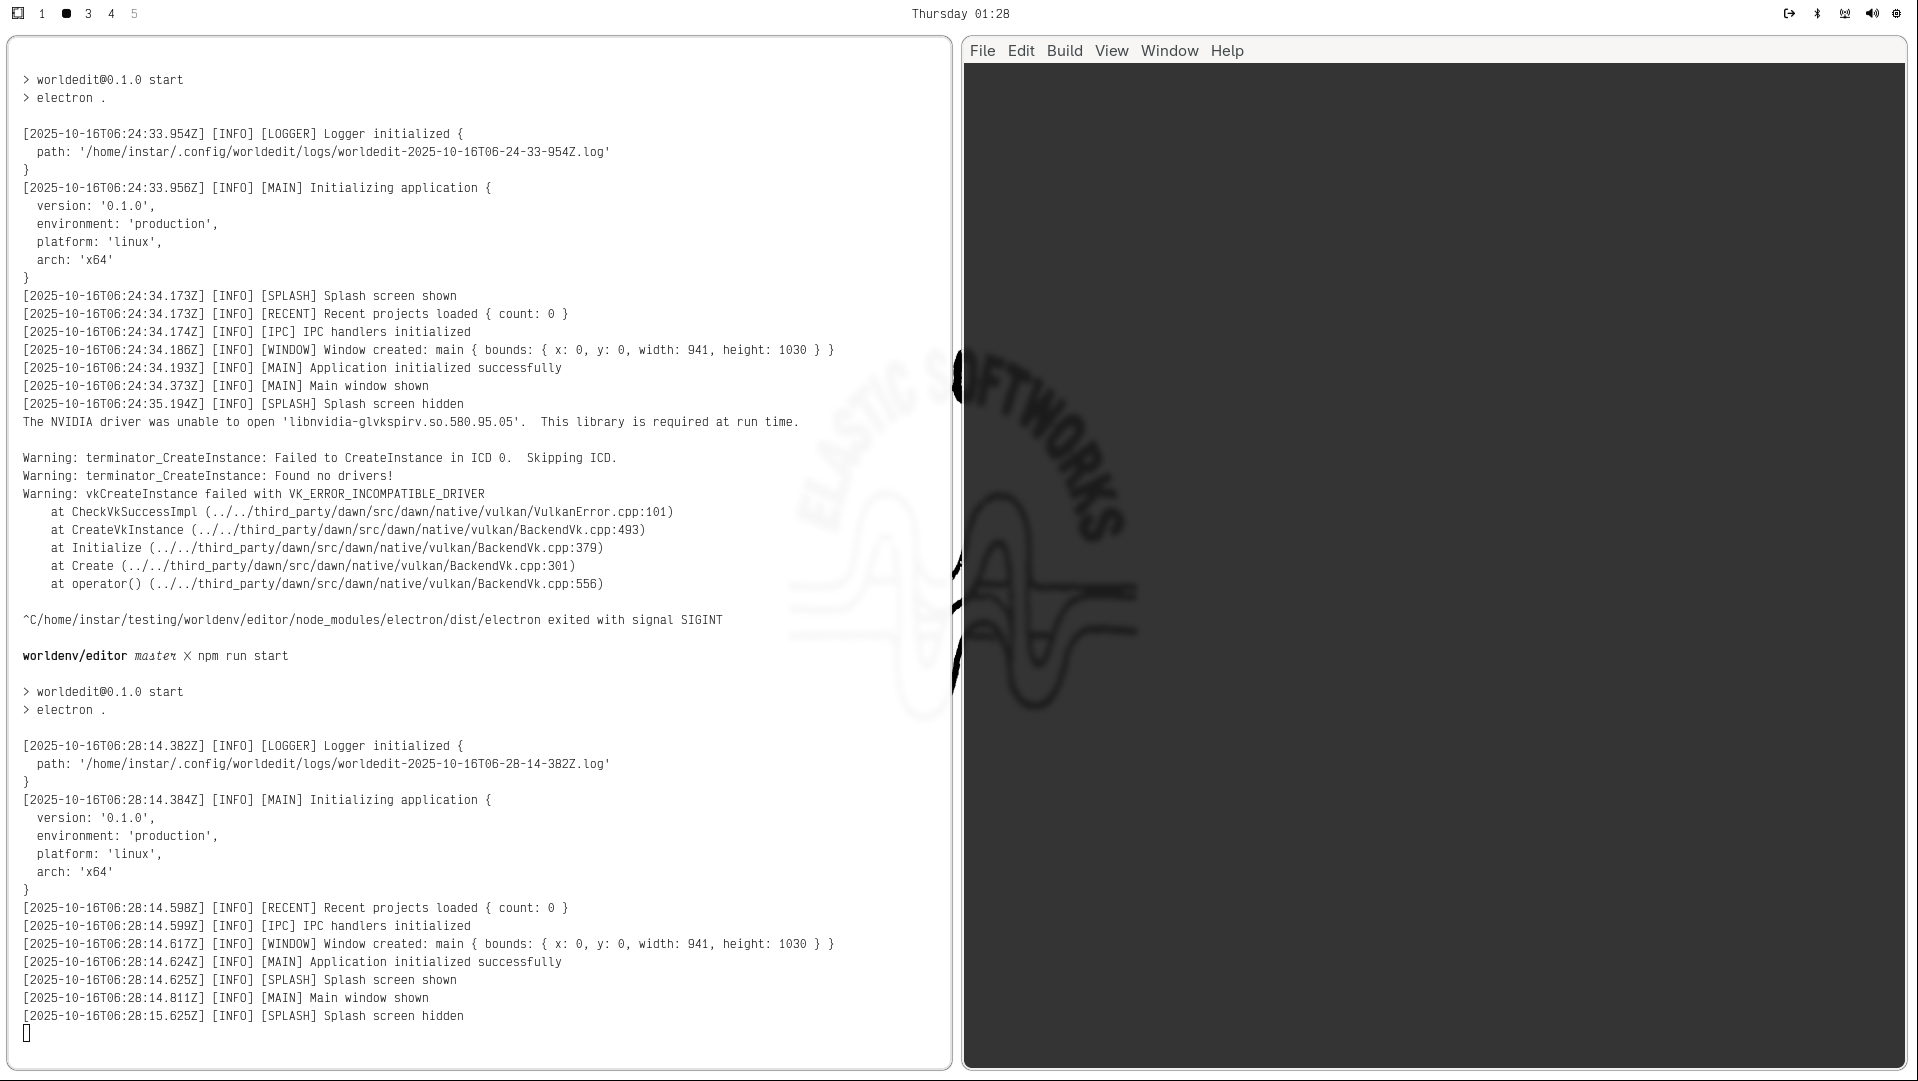 1 3 4 5
Thursday 01:28
> worldedit@0.1.0 start
> electron .
[2025-10-16T06:24:33.954Z] [INFO] [LOGGER] Logger initialized {
  path: '/home/instar/.config/worldedit/logs/worldedit-2025-10-16T06-24-33-954Z.log'
}
[2025-10-16T06:24:33.956Z] [INFO] [MAIN] Initializing application {
  version: '0.1.0',
  environment: 'production',
  platform: 'linux',
  arch: 'x64'
}
[2025-10-16T06:24:34.173Z] [INFO] [SPLASH] Splash screen shown
[2025-10-16T06:24:34.173Z] [INFO] [RECENT] Recent projects loaded { count: 0 }
[2025-10-16T06:24:34.174Z] [INFO] [IPC] IPC handlers initialized
[2025-10-16T06:24:34.186Z] [INFO] [WINDOW] Window created: main { bounds: { x: 0, y: 0, width: 941, height: 1030 } }
[2025-10-16T06:24:34.193Z] [INFO] [MAIN] Application initialized successfully
[2025-10-16T06:24:34.373Z] [INFO] [MAIN] Main window shown
[2025-10-16T06:24:35.194Z] [INFO] [SPLASH] Splash screen hidden
The NVIDIA driver was unable to open 'libnvidia-glvkspirv.so.580.95.05'.  This library is required at run time.
Warning: terminator_CreateInstance: Failed to CreateInstance in ICD 0.  Skipping ICD.
Warning: terminator_CreateInstance: Found no drivers!
Warning: vkCreateInstance failed with VK_ERROR_INCOMPATIBLE_DRIVER
    at CheckVkSuccessImpl (../../third_party/dawn/src/dawn/native/vulkan/VulkanError.cpp:101)
    at CreateVkInstance (../../third_party/dawn/src/dawn/native/vulkan/BackendVk.cpp:493)
    at Initialize (../../third_party/dawn/src/dawn/native/vulkan/BackendVk.cpp:379)
    at Create (../../third_party/dawn/src/dawn/native/vulkan/BackendVk.cpp:301)
    at operator() (../../third_party/dawn/src/dawn/native/vulkan/BackendVk.cpp:556)
^C/home/instar/testing/worldenv/editor/node_modules/electron/dist/electron exited with signal SIGINT
worldenv/editor master X npm run start
> worldedit@0.1.0 start
> electron .
[2025-10-16T06:28:14.382Z] [INFO] [LOGGER] Logger initialized {
  path: '/home/instar/.config/worldedit/logs/worldedit-2025-10-16T06-28-14-382Z.log'
}
[2025-10-16T06:28:14.384Z] [INFO] [MAIN] Initializing application {
  version: '0.1.0',
  environment: 'production',
  platform: 'linux',
  arch: 'x64'
}
[2025-10-16T06:28:14.598Z] [INFO] [RECENT] Recent projects loaded { count: 0 }
[2025-10-16T06:28:14.599Z] [INFO] [IPC] IPC handlers initialized
[2025-10-16T06:28:14.617Z] [INFO] [WINDOW] Window created: main { bounds: { x: 0, y: 0, width: 941, height: 1030 } }
[2025-10-16T06:28:14.624Z] [INFO] [MAIN] Application initialized successfully
[2025-10-16T06:28:14.625Z] [INFO] [SPLASH] Splash screen shown
[2025-10-16T06:28:14.811Z] [INFO] [MAIN] Main window shown
[2025-10-16T06:28:15.625Z] [INFO] [SPLASH] Splash screen hidden
File Edit Build View Window Help
ELASTIC SOFTWORKS